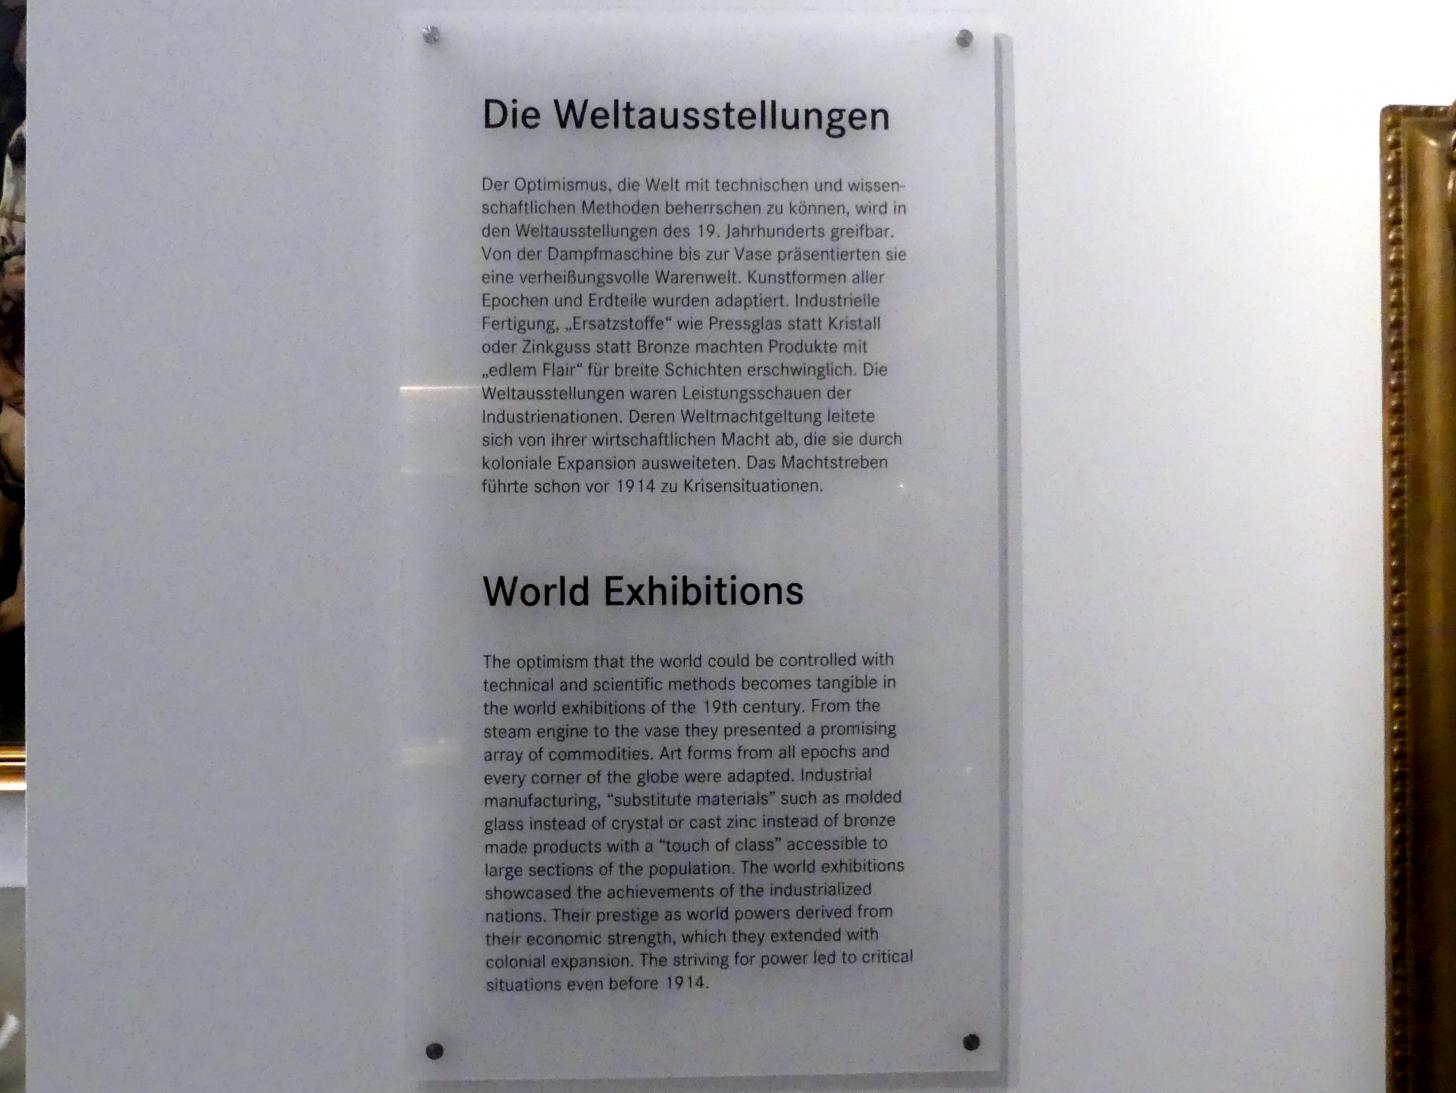 Die Weltausstellungen
Der Optimismus, die Welt mit technischen und wissen-
schaftlichen Methoden beherrschen zu können, wird in
den Weltausstellungen des 19. Jahrhunderts greifbar.
Von der Dampfmaschine bis zur Vase präsentierten sie
eine verheißungsvolle Warenwelt. Kunstformen aller
Epochen und Erdteile wurden adaptiert. Industrielle
Fertigung, „Ersatzstoffe“ wie Pressglas statt Kristall
oder Zinkguss statt Bronze machten Produkte mit
„edlem Flair“ für breite Schichten erschwinglich. Die
Weltausstellungen waren Leistungsschauen der
Industrienationen. Deren Weltmachtgeltung leitete
sich von ihrer wirtschaftlichen Macht ab, die sie durch
koloniale Expansion ausweiteten. Das Machtstreben
führte schon vor 1914 zu Krisensituationen.
World Exhibitions
The optimism that the world could be controlled with
technical and scientific methods becomes tangible in
the world exhibitions of the 19th century. From the
steam engine to the vase they presented a promising
array of commodities. Art forms from all epochs and
every corner of the globe were adapted. Industrial
manufacturing, “substitute materials” such as molded
glass instead of crystal or cast zinc instead of bronze
made products with a “touch of class” accessible to
large sections of the population. The world exhibitions
showcased the achievements of the industrialized
nations. Their prestige as world powers derived from
their economic strength, which they extended with
colonial expansion. The striving for power led to critical
situations even before 1914.